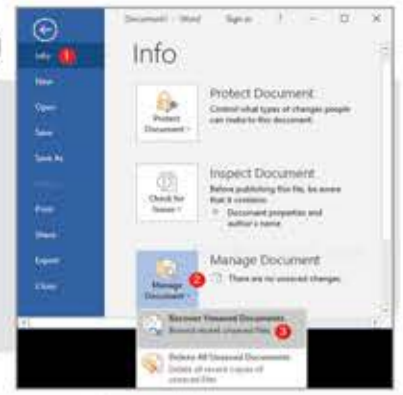 Document1 - Word
Sign in
?
Info
1
New
Open
Save
Save As
Print
Share
Export
Close
Info
Protect
Document
Protect Document
Control what types of changes people
can make to this document.
Check for
Issues
Inspect Document
Before publishing this file, be aware
that it contains:
Document properties and
author's name
Manage
Document
2
Manage Document
There are no unsaved changes.
Recover Unsaved Documents
Browse recent unsaved files
3
Delete All Unsaved Documents
Delete all recent copies of
unsaved files